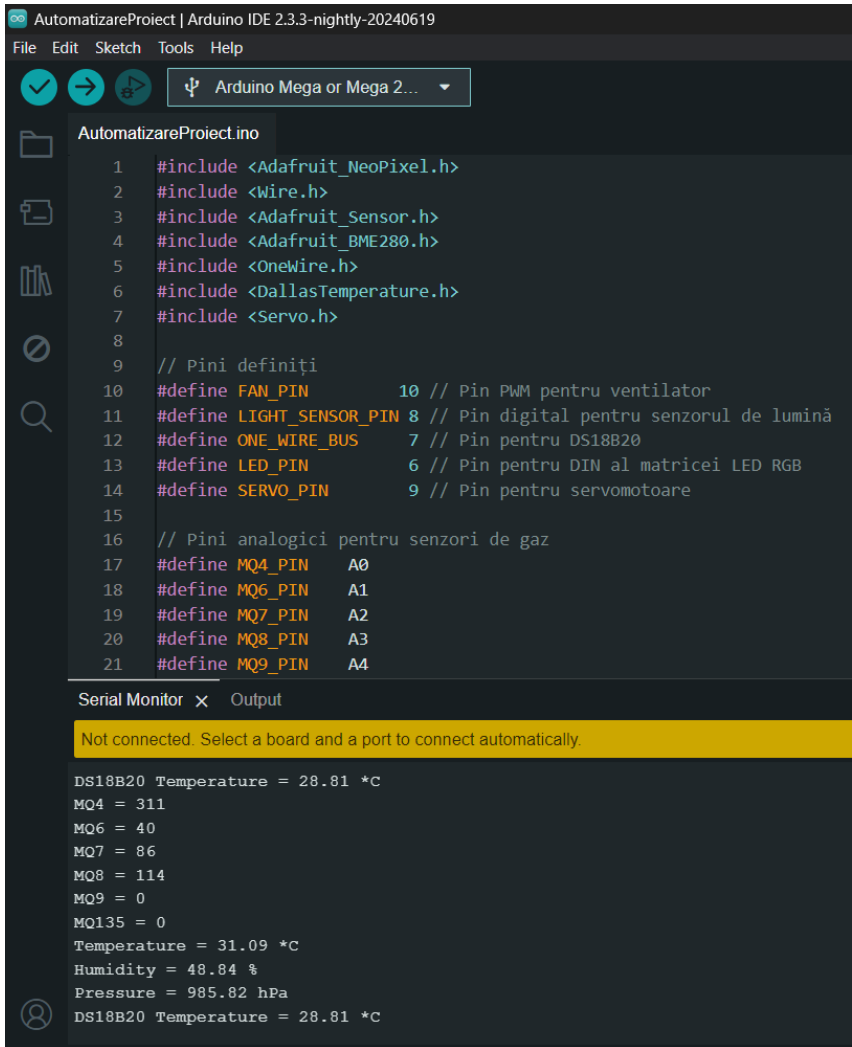 AutomatizareProiect | Arduino IDE 2.3.3-nightly-20240619
File Edit Sketch Tools Help
Arduino Mega or Mega 2...
AutomatizareProiect.ino
1 #include <Adafruit_NeoPixel.h>
2 #include <Wire.h>
3 #include <Adafruit_Sensor.h>
4 #include <Adafruit_BME280.h>
5 #include <OneWire.h>
6 #include <DallasTemperature.h>
7 #include <Servo.h>
8
9 // Pini definiți
10 #define FAN_PIN 10 // Pin PWM pentru ventilator
11 #define LIGHT_SENSOR_PIN 8 // Pin digital pentru senzorul de lumină
12 #define ONE_WIRE_BUS 7 // Pin pentru DS18B20
13 #define LED_PIN 6 // Pin pentru DIN al matricei LED RGB
14 #define SERVO_PIN 9 // Pin pentru servomotoare
15
16 // Pini analogici pentru senzori de gaz
17 #define MQ4_PIN A0
18 #define MQ6_PIN A1
19 #define MQ7_PIN A2
20 #define MQ8_PIN A3
21 #define MQ9_PIN A4
Serial Monitor x Output
Not connected. Select a board and a port to connect automatically.
DS18B20 Temperature = 28.81 *C
MQ4 = 311
MQ6 = 40
MQ7 = 86
MQ8 = 114
MQ9 = 0
MQ135 = 0
Temperature = 31.09 *C
Humidity = 48.84 %
Pressure = 985.82 hPa
DS18B20 Temperature = 28.81 *C